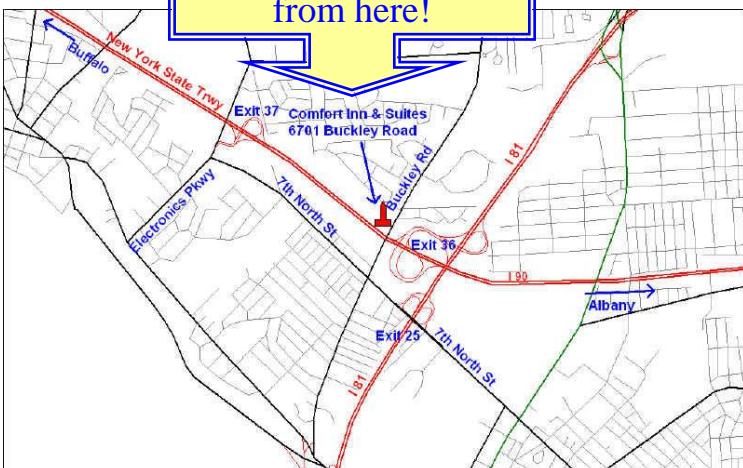 from here!
Buffalo
New York State Trwy
Exit 37
Comfort Inn & Suites
6701 Buckley Road
I 81
Buckley Rd
Electronics Pkwy
7th North St
Exit 36
I 90
Albany
Exit 25
7th North St
I 81